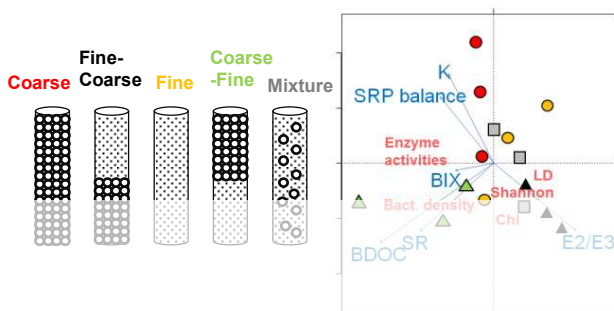 Coarse
Fine-
Coarse
Fine
Coarse
-Fine
Mixture
K
SRP balance
Enzyme
activities
BIX
LD
Shannon
Bact. density
Chl
SR
BDOC
E2/E3